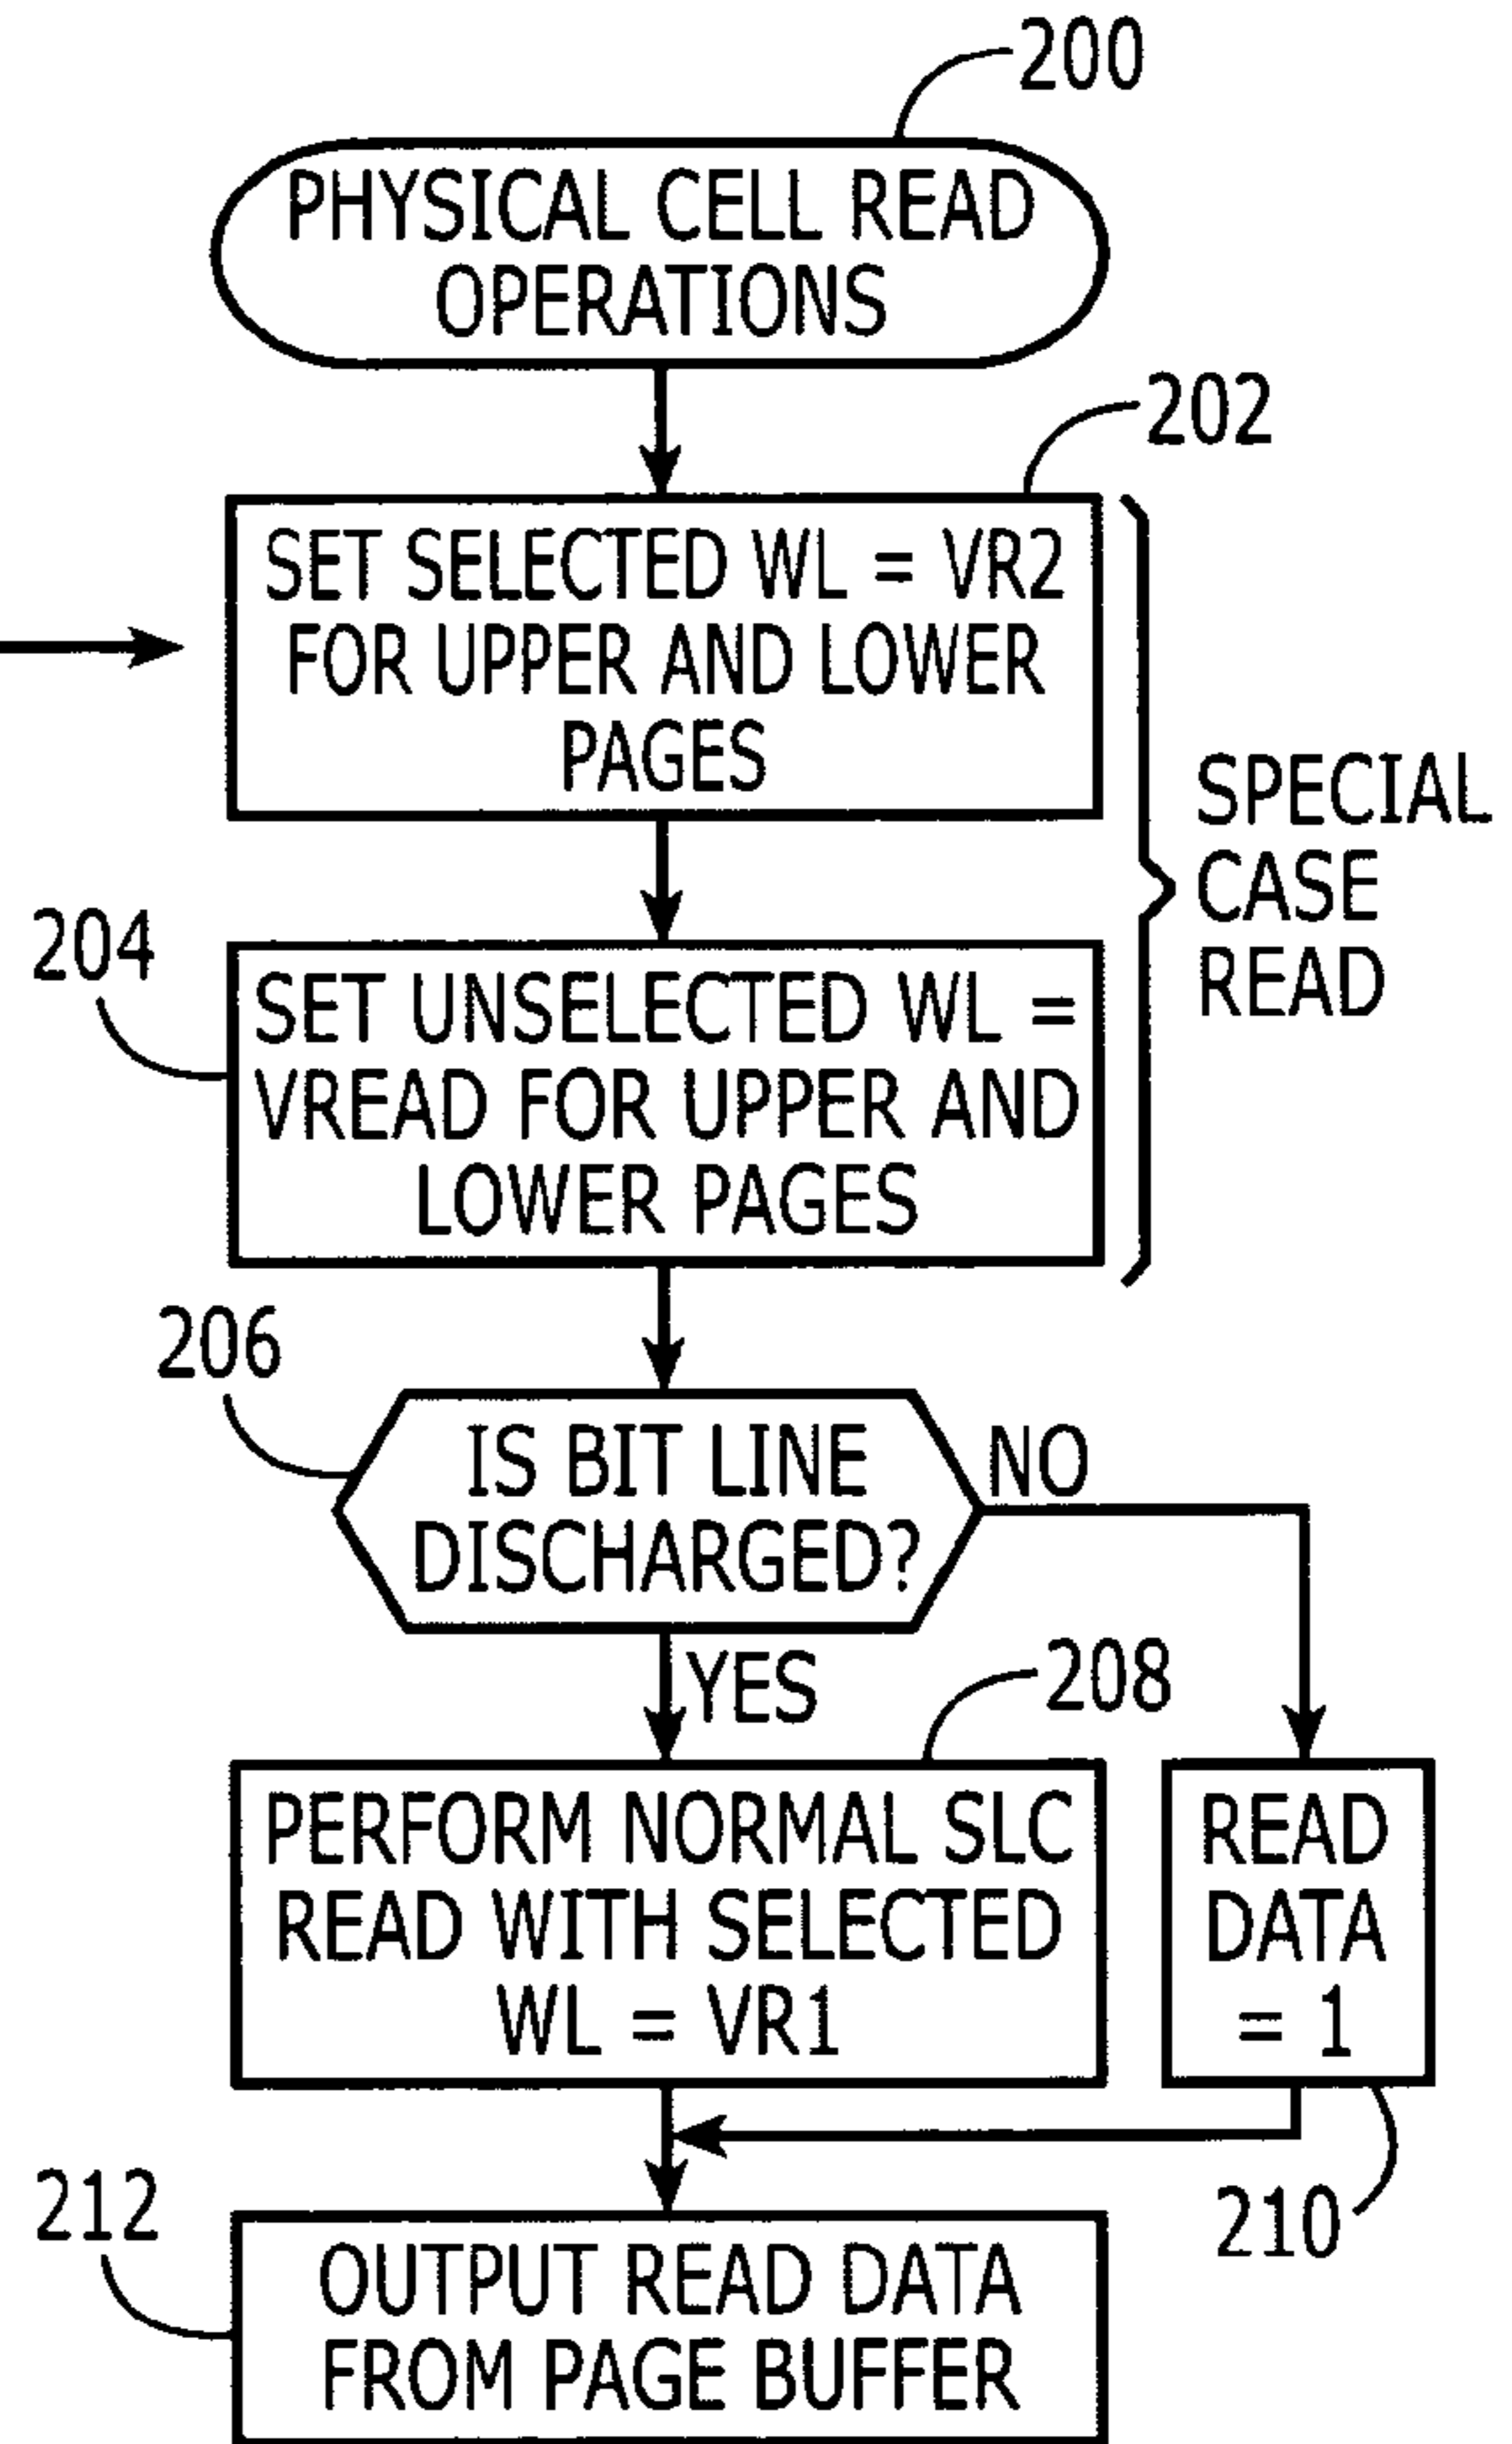 200
PHYSICAL CELL READ
OPERATIONS
202
SET SELECTED WL = VR2
FOR UPPER AND LOWER
PAGES
SPECIAL
CASE
READ
204
SET UNSELECTED WL =
VREAD FOR UPPER AND
LOWER PAGES
206
IS BIT LINE
DISCHARGED?
NO
YES
208
PERFORM NORMAL SLC
READ WITH SELECTED
WL = VR1
READ
DATA
= 1
210
212
OUTPUT READ DATA
FROM PAGE BUFFER